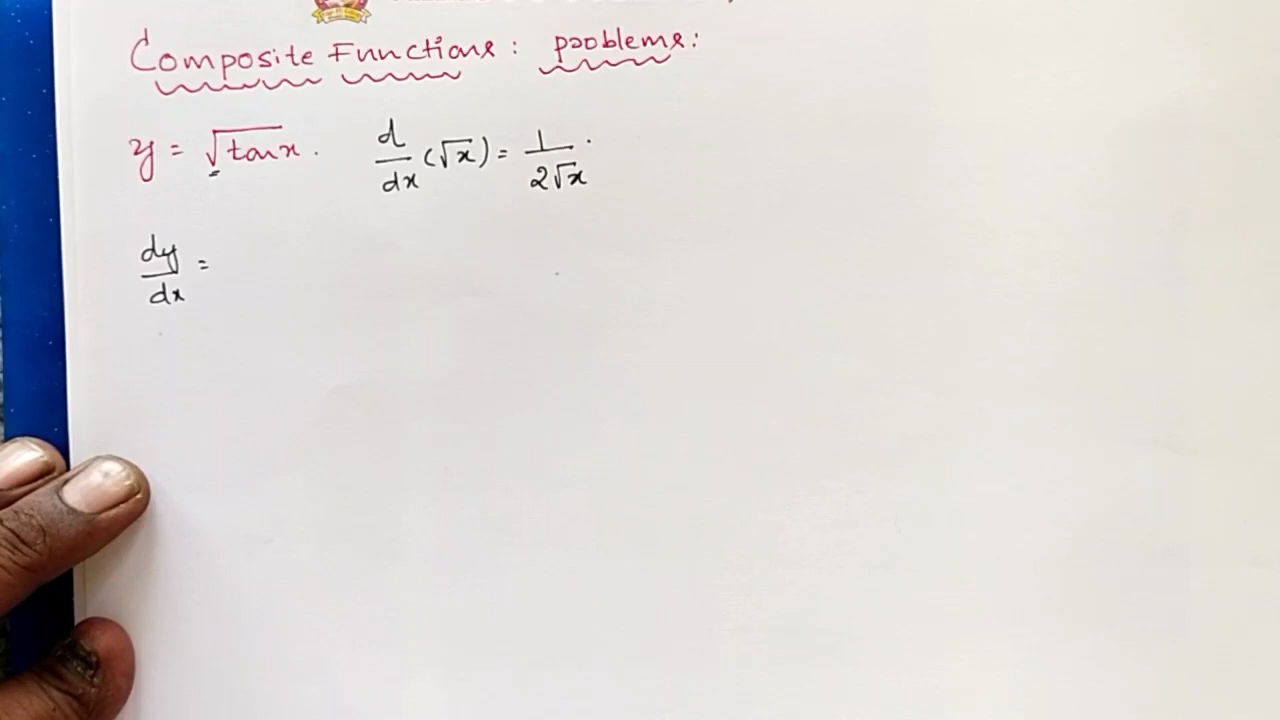 Composite Functions : problems :
y = √tanx . d/dx (√x) = 1/2√x .
dy/dx =